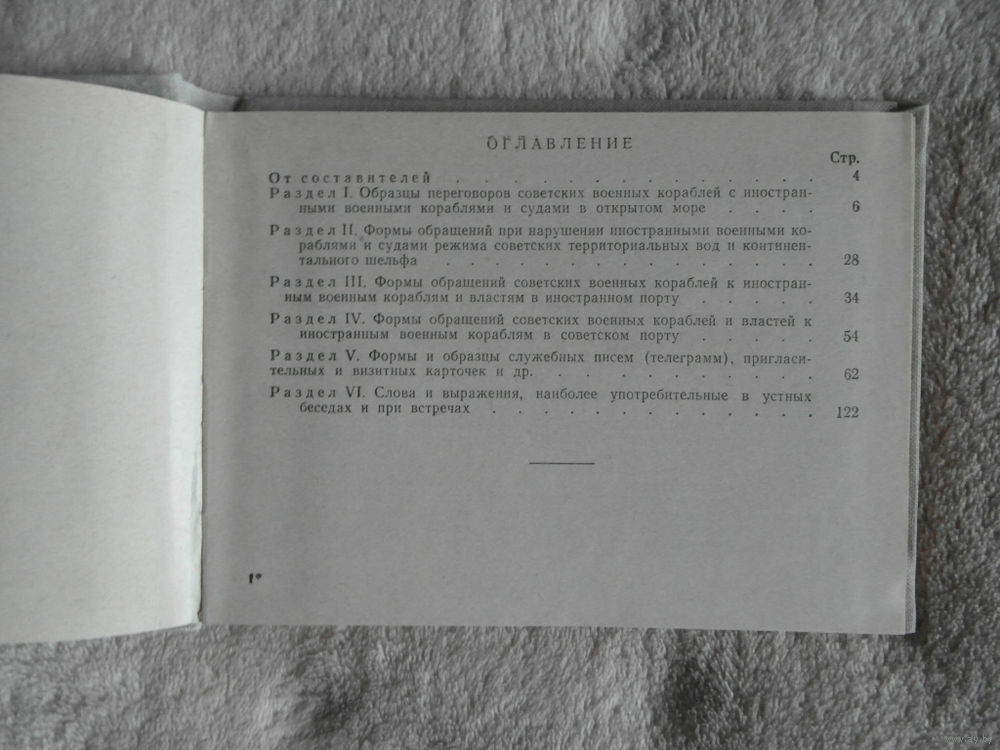 ОГЛАВЛЕНИЕ
Стр.
От составителей . . . . . . . . . . . . . 4
Раздел I. Образцы переговоров советских военных кораблей с иностран-
ными военными кораблями и судами в открытом море . . . . 6
Раздел II. Формы обращений при нарушении иностранными военными ко-
раблями и судами режима советских территориальных вод и континен-
тального шельфа . . . . . . . . . . . . . 28
Раздел III. Формы обращений советских военных кораблей к иностран-
ным военным кораблям и властям в иностранном порту . . . . . 34
Раздел IV. Формы обращений советских военных кораблей и властей к
иностранным военным кораблям в советском порту . . . . . 54
Раздел V. Формы и образцы служебных писем (телеграмм), пригласи-
тельных и визитных карточек и др. . . . . . . . . . . 62
Раздел VI. Слова и выражения, наиболее употребительные в устных
беседах и при встречах . . . . . . . . . . . . 122
1*